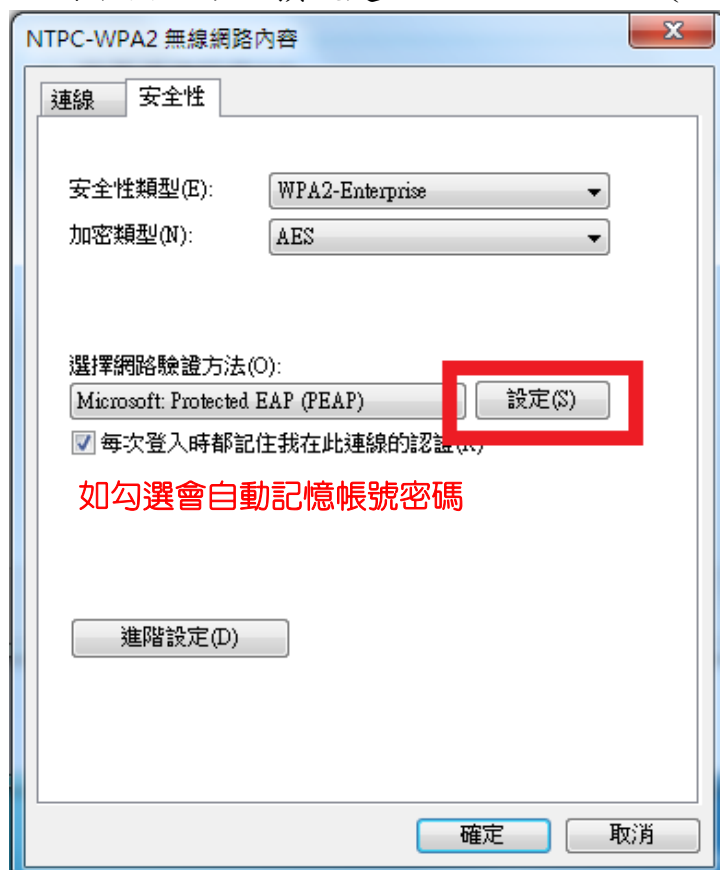 NTPC-WPA2 無線網路內容
連線 安全性
安全性類型(E): WPA2-Enterprise
加密類型(N): AES
選擇網路驗證方法(O):
Microsoft: Protected EAP (PEAP) 設定(S)
每次登入時都記住我在此連線的認證(R)
如勾選會自動記憶帳號密碼
進階設定(D)
確定 取消